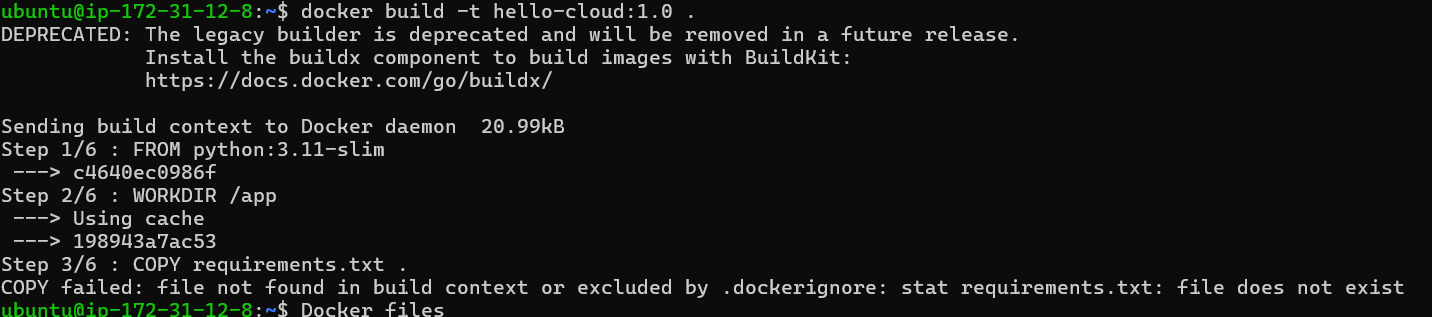 ubuntu@ip-172-31-12-8:~$ docker build -t hello-cloud:1.0 .
DEPRECATED: The legacy builder is deprecated and will be removed in a future release.
            Install the buildx component to build images with BuildKit:
            https://docs.docker.com/go/buildx/

Sending build context to Docker daemon  20.99kB
Step 1/6 : FROM python:3.11-slim
 ---> c4640ec0986f
Step 2/6 : WORKDIR /app
 ---> Using cache
 ---> 198943a7ac53
Step 3/6 : COPY requirements.txt .
COPY failed: file not found in build context or excluded by .dockerignore: stat requirements.txt: file does not exist
ubuntu@ip-172-31-12-8:~$ Docker files